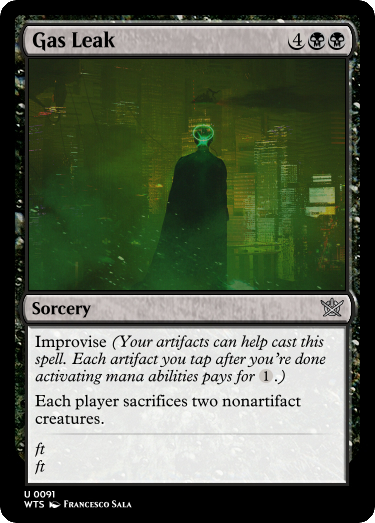 Gas Leak 4
Sorcery
Improvise (Your artifacts can help cast this
spell. Each artifact you tap after you're done
activating mana abilities pays for 1.)
Each player sacrifices two nonartifact
creatures.
ft
ft
U 0091
WTS Francesco Sala